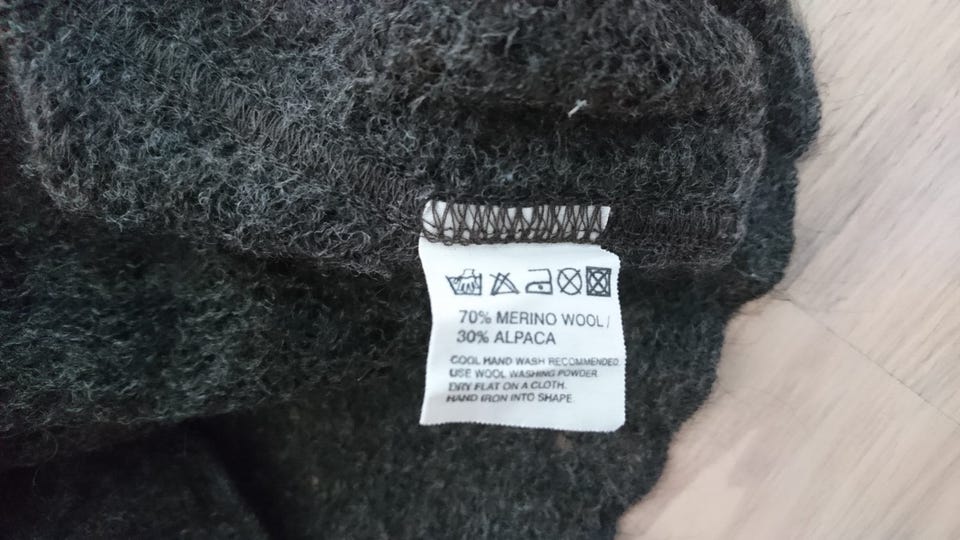 70% MERINO WOOL /
30% ALPACA
COOL HAND WASH RECOMMENDED
USE WOOL WASHING POWDER.
DRY FLAT ON A CLOTH.
HAND IRON INTO SHAPE